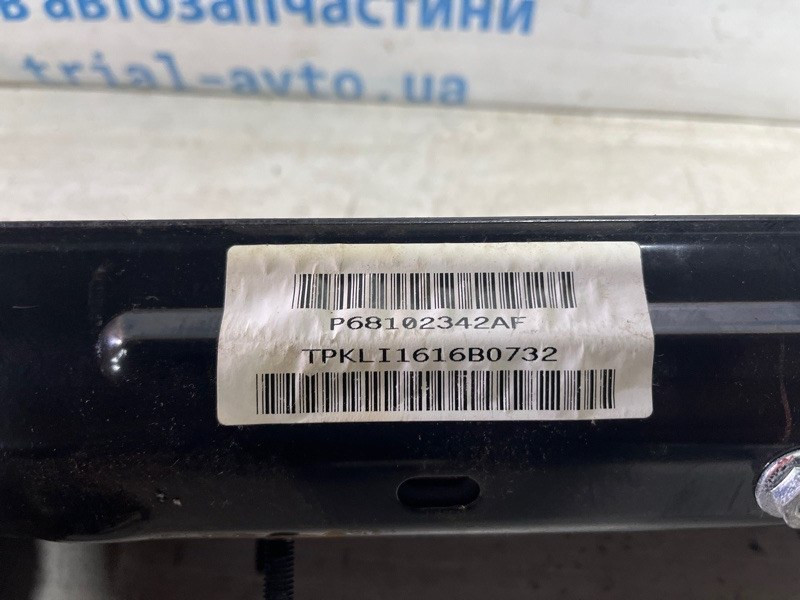 в автозапчастини
trial-avto.ua
P68102342AF
TPKLI1616B0732